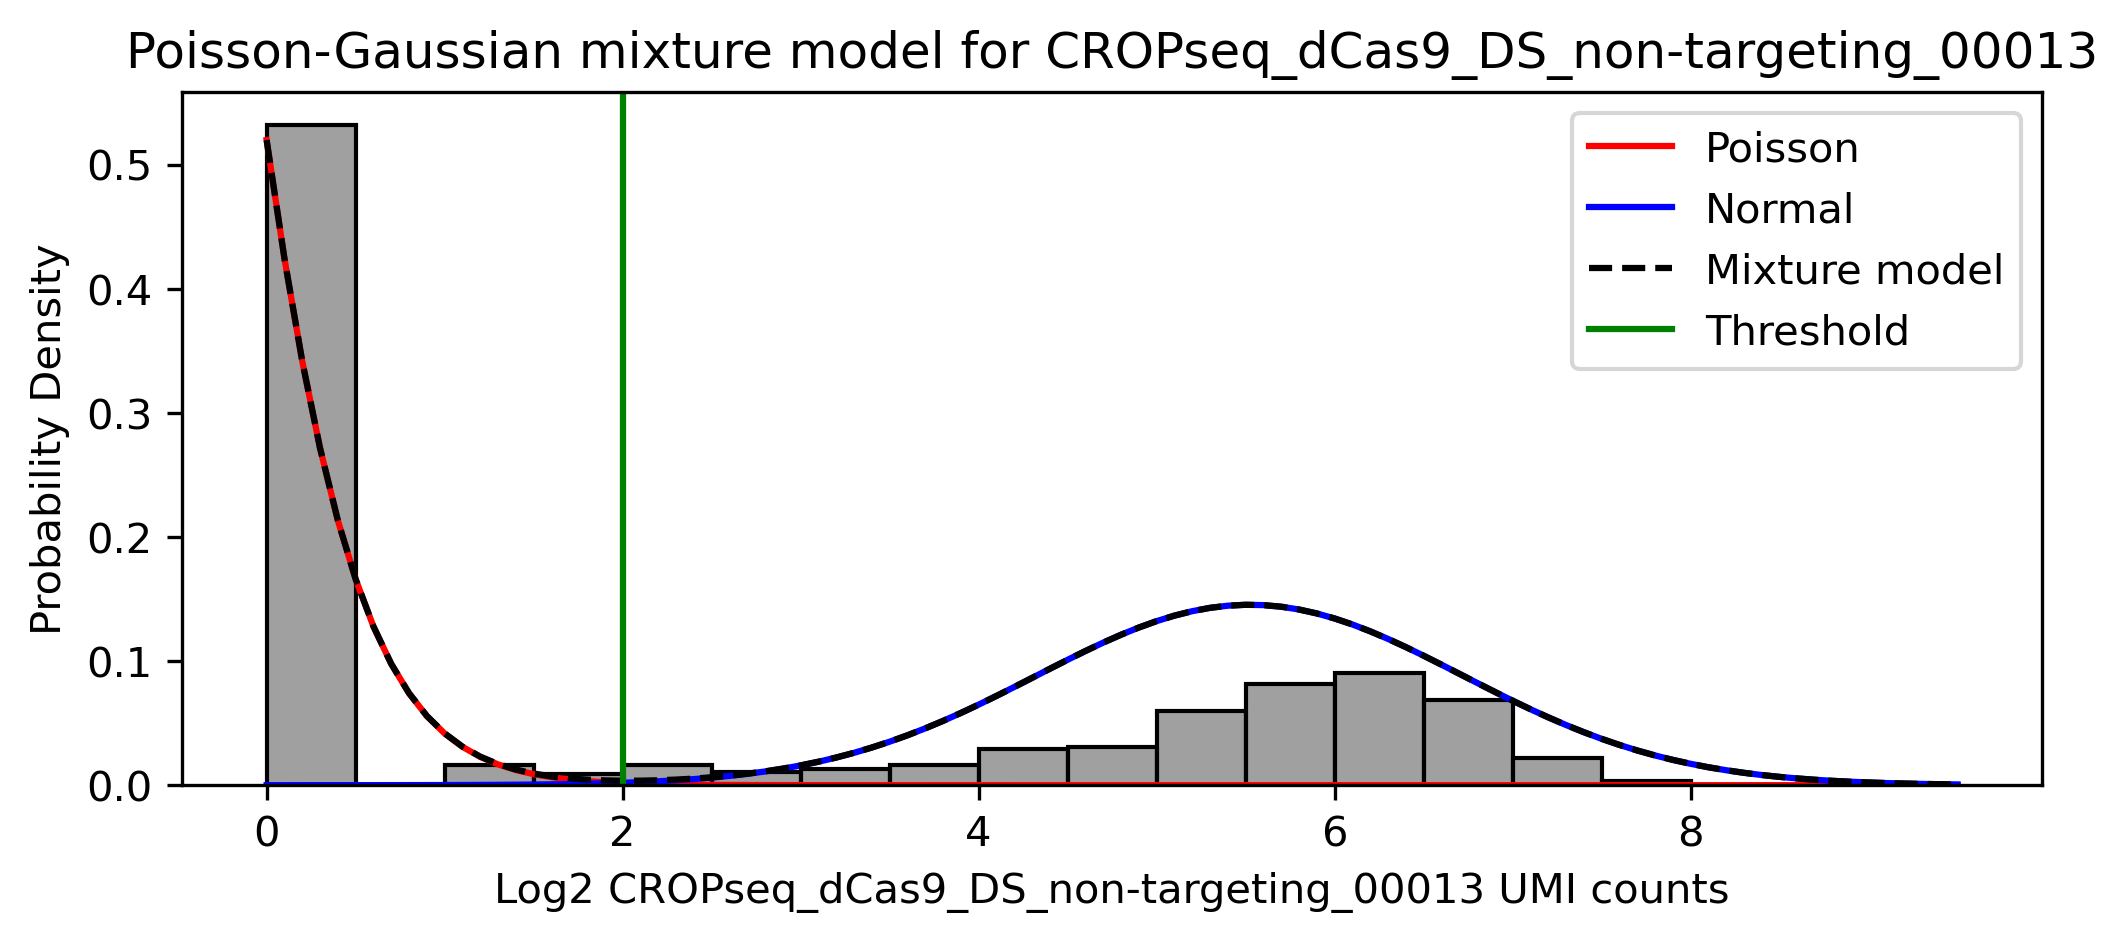 Poisson-Gaussian mixture model for CROPseq_dCas9_DS_non-targeting_00013
Probability Density
0.5
0.4
0.3
0.2
0.1
0.0
Poisson
Normal
Mixture model
Threshold
0 2 4 6 8
Log2 CROPseq_dCas9_DS_non-targeting_00013 UMI counts